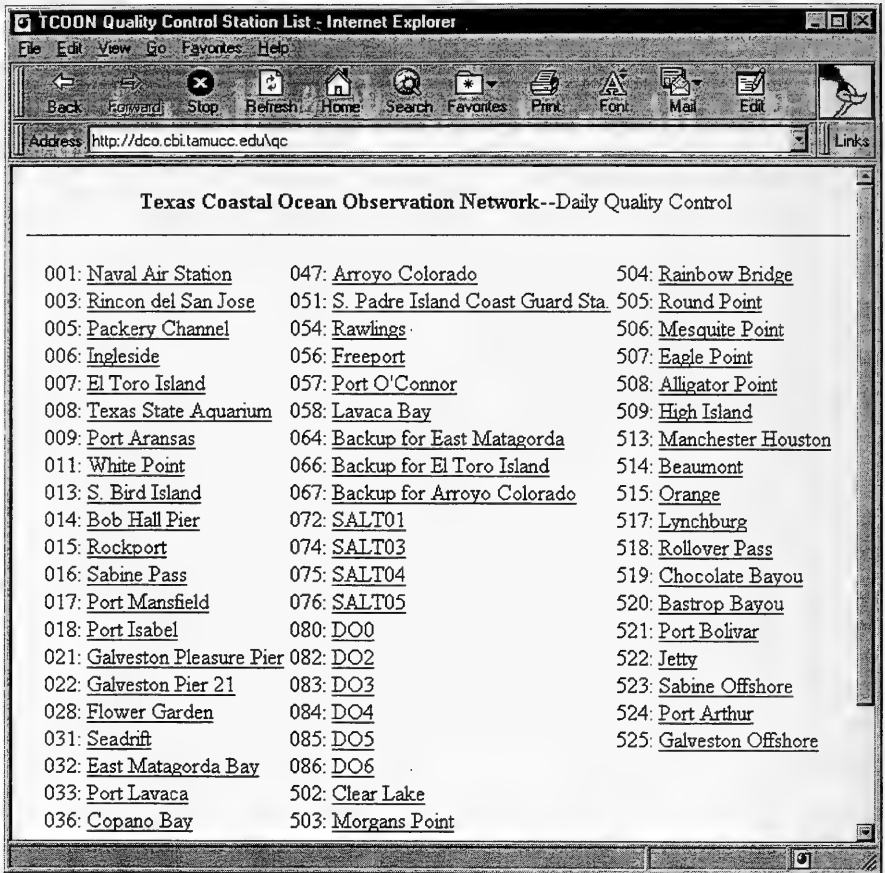 TCOON Quality Control Station List - Internet Explorer
File Edit View Go Favorites Help
Back Forward Stop Refresh Home Search Favorites Print Font Mail Edit
Address http://dco.cbi.tamucc.edu\qc Links
Texas Coastal Ocean Observation Network--Daily Quality Control
001: Naval Air Station
003: Rincon del San Jose
005: Packery Channel
006: Ingleside
007: El Toro Island
008: Texas State Aquarium
009: Port Aransas
011: White Point
013: S. Bird Island
014: Bob Hall Pier
015: Rockport
016: Sabine Pass
017: Port Mansfield
018: Port Isabel
021: Galveston Pleasure Pier
022: Galveston Pier 21
028: Flower Garden
031: Seadrift
032: East Matagorda Bay
033: Port Lavaca
036: Copano Bay
047: Arroyo Colorado
051: S. Padre Island Coast Guard Sta.
054: Rawlings
056: Freeport
057: Port O'Connor
058: Lavaca Bay
064: Backup for East Matagorda
066: Backup for El Toro Island
067: Backup for Arroyo Colorado
072: SALT01
074: SALT03
075: SALT04
076: SALT05
080: DO0
082: DO2
083: DO3
084: DO4
085: DO5
086: DO6
502: Clear Lake
503: Morgans Point
504: Rainbow Bridge
505: Round Point
506: Mesquite Point
507: Eagle Point
508: Alligator Point
509: High Island
513: Manchester Houston
514: Beaumont
515: Orange
517: Lynchburg
518: Rollover Pass
519: Chocolate Bayou
520: Bastrop Bayou
521: Port Bolivar
522: Jetty
523: Sabine Offshore
524: Port Arthur
525: Galveston Offshore